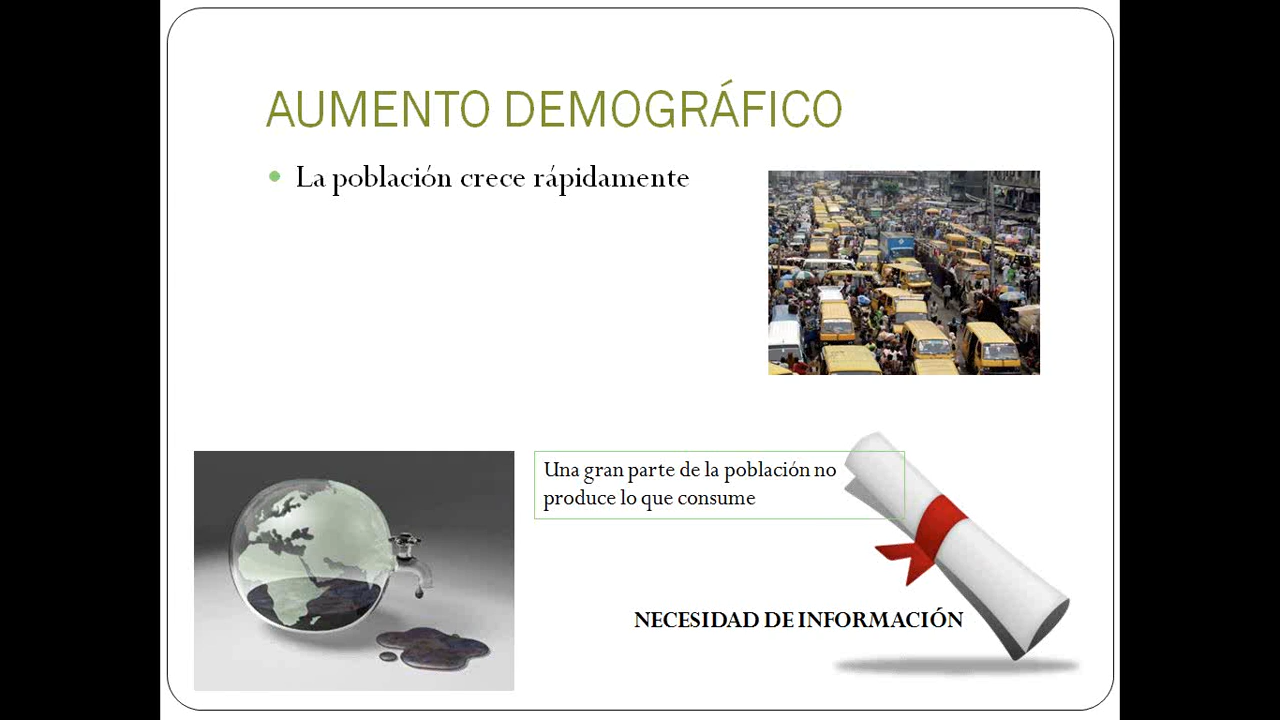 AUMENTO DEMOGRÁFICO
La población crece rápidamente
Una gran parte de la población no
produce lo que consume
NECESIDAD DE INFORMACIÓN